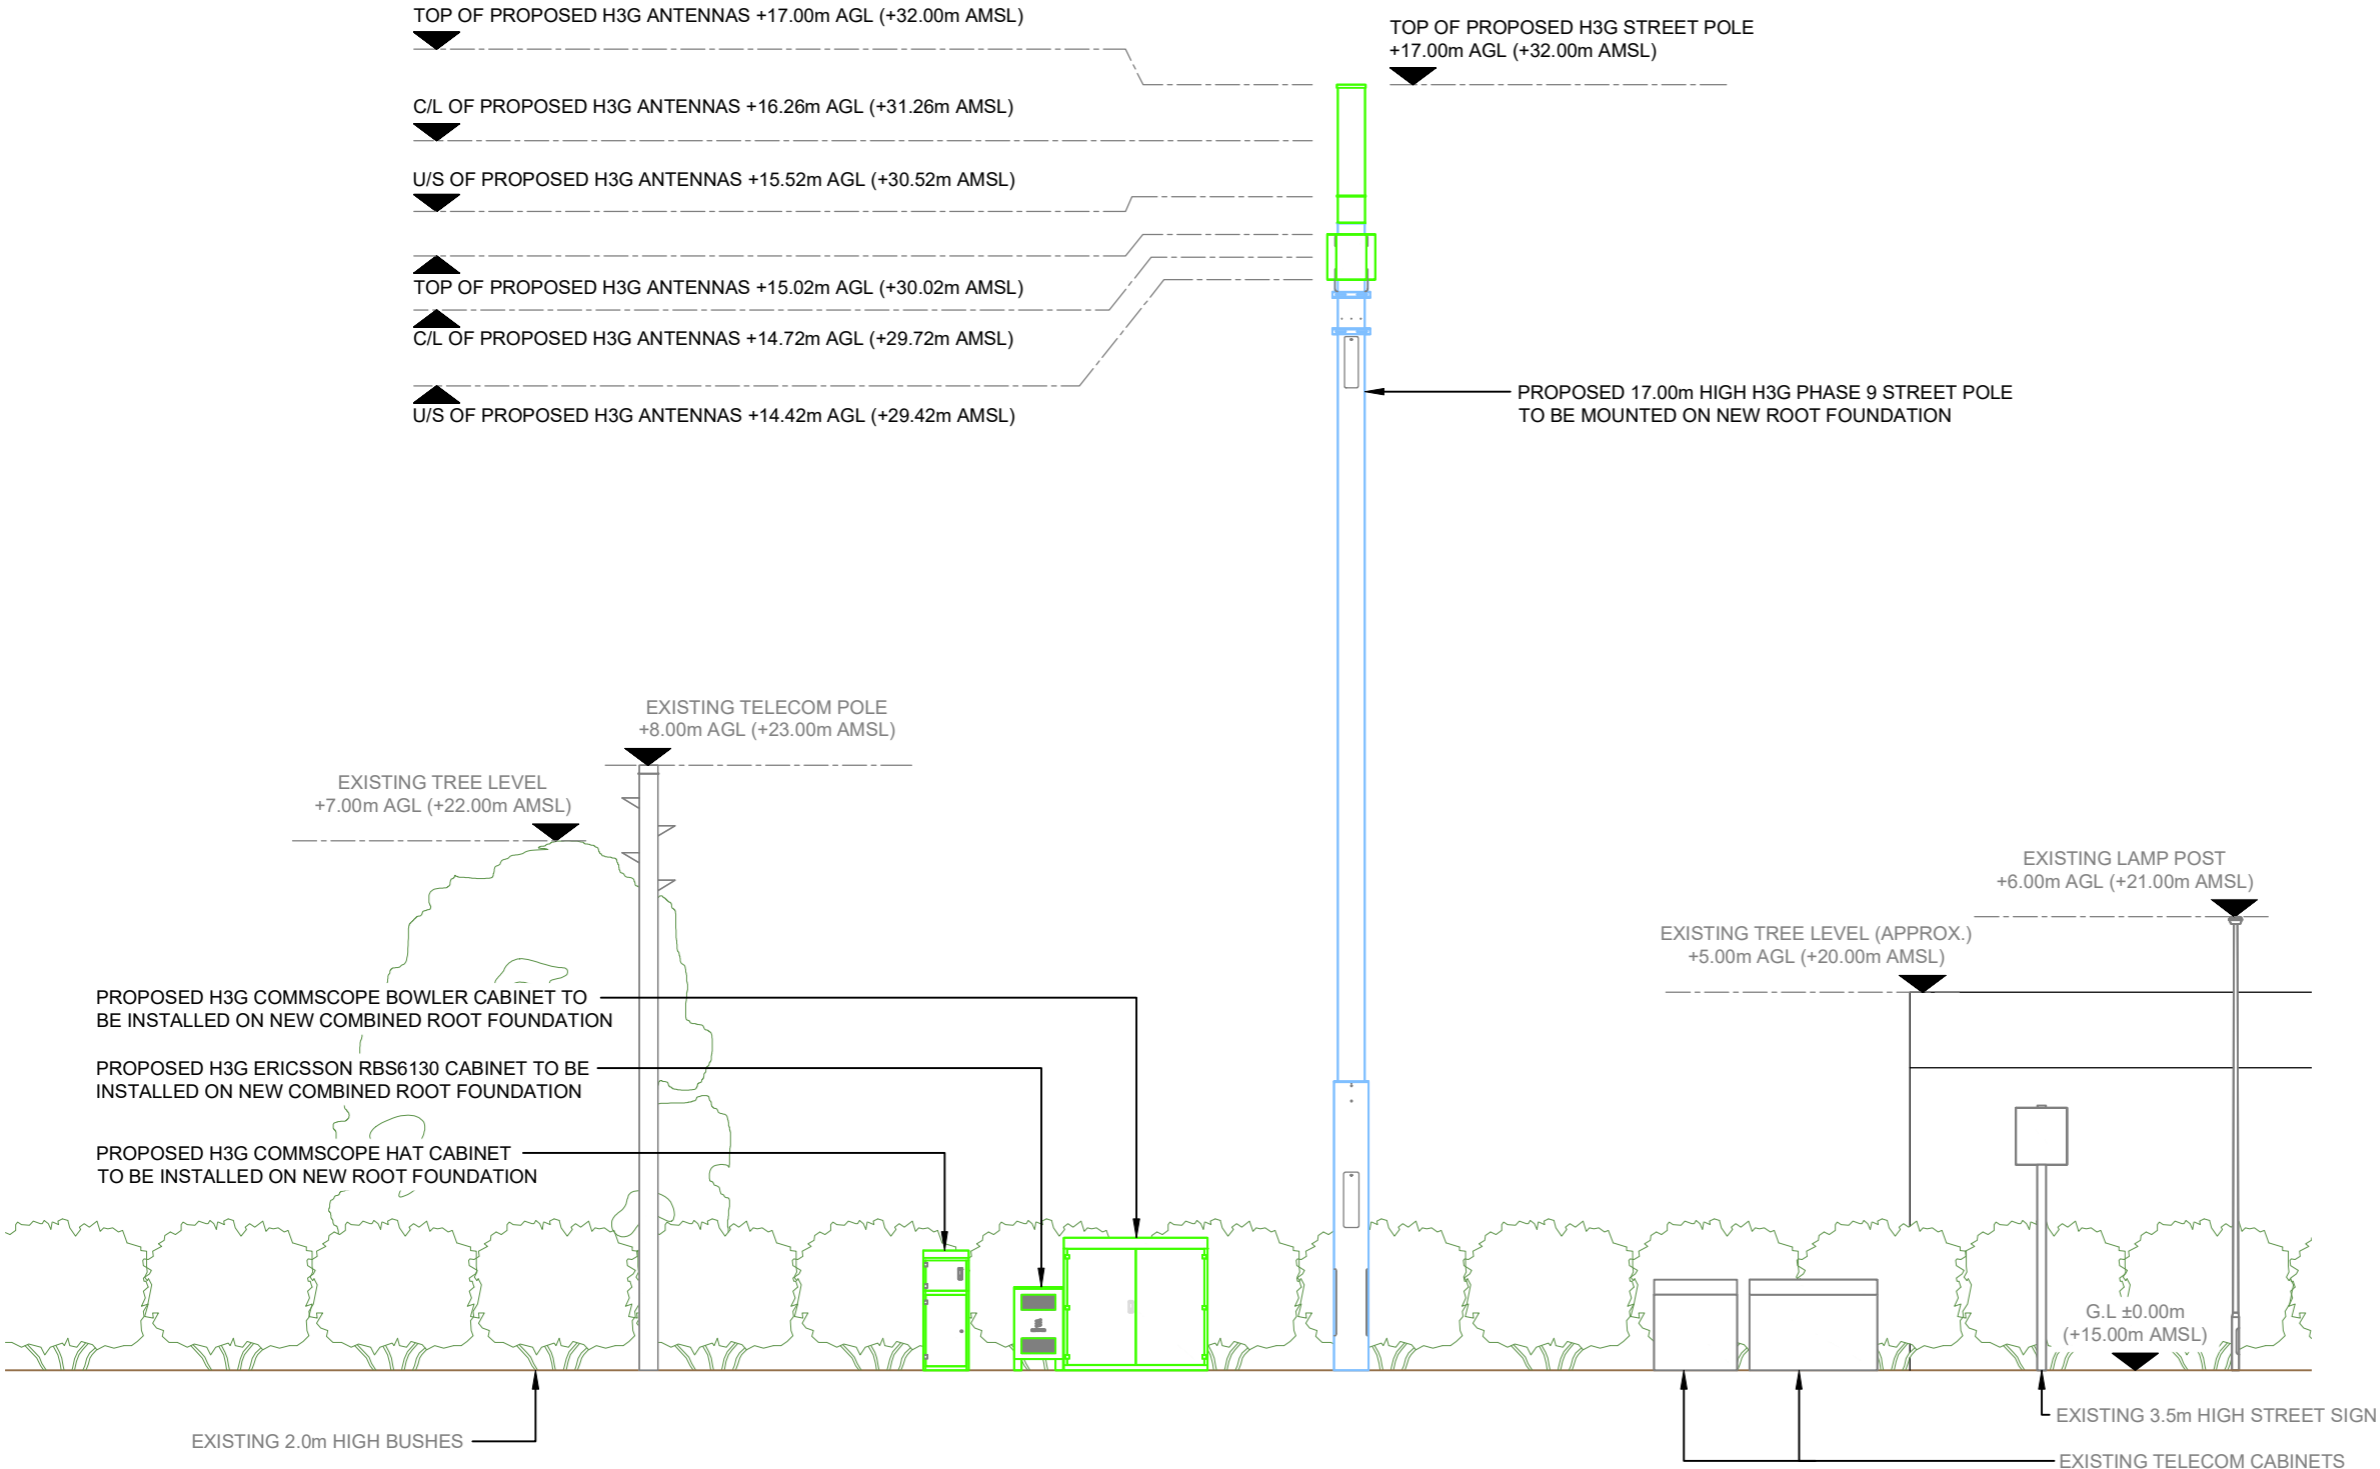 TOP OF PROPOSED H3G ANTENNAS +17.00m AGL (+32.00m AMSL)
TOP OF PROPOSED H3G STREET POLE
+17.00m AGL (+32.00m AMSL)
C/L OF PROPOSED H3G ANTENNAS +16.26m AGL (+31.26m AMSL)
U/S OF PROPOSED H3G ANTENNAS +15.52m AGL (+30.52m AMSL)
TOP OF PROPOSED H3G ANTENNAS +15.02m AGL (+30.02m AMSL)
C/L OF PROPOSED H3G ANTENNAS +14.72m AGL (+29.72m AMSL)
U/S OF PROPOSED H3G ANTENNAS +14.42m AGL (+29.42m AMSL)
PROPOSED 17.00m HIGH H3G PHASE 9 STREET POLE
TO BE MOUNTED ON NEW ROOT FOUNDATION
EXISTING TELECOM POLE
+8.00m AGL (+23.00m AMSL)
EXISTING TREE LEVEL
+7.00m AGL (+22.00m AMSL)
EXISTING LAMP POST
+6.00m AGL (+21.00m AMSL)
EXISTING TREE LEVEL (APPROX.)
+5.00m AGL (+20.00m AMSL)
PROPOSED H3G COMMSCOPE BOWLER CABINET TO
BE INSTALLED ON NEW COMBINED ROOT FOUNDATION
PROPOSED H3G ERICSSON RBS6130 CABINET TO BE
INSTALLED ON NEW COMBINED ROOT FOUNDATION
PROPOSED H3G COMMSCOPE HAT CABINET
TO BE INSTALLED ON NEW ROOT FOUNDATION
G.L ±0.00m
(+15.00m AMSL)
EXISTING 3.5m HIGH STREET SIGN
EXISTING 2.0m HIGH BUSHES
EXISTING TELECOM CABINETS